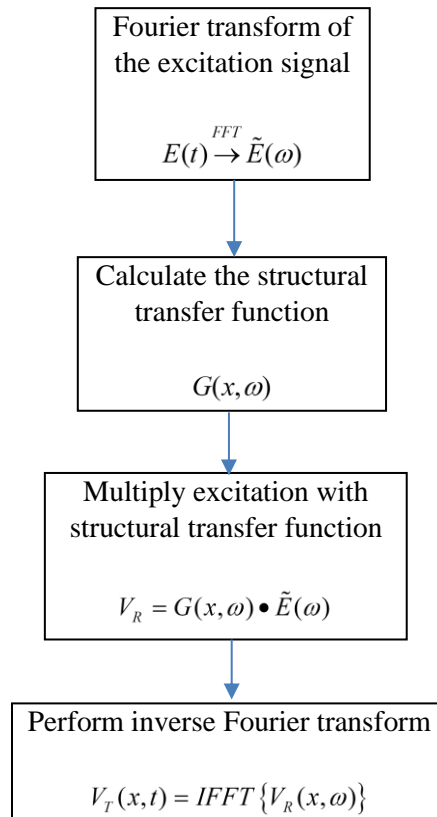 Fourier transform of
the excitation signal
FFT
E(t) → Ẽ(ω)
Calculate the structural
transfer function
G(x,ω)
Multiply excitation with
structural transfer function
V_R = G(x,ω) • Ẽ(ω)
Perform inverse Fourier transform
V_T(x,t) = IFFT {V_R(x,ω)}